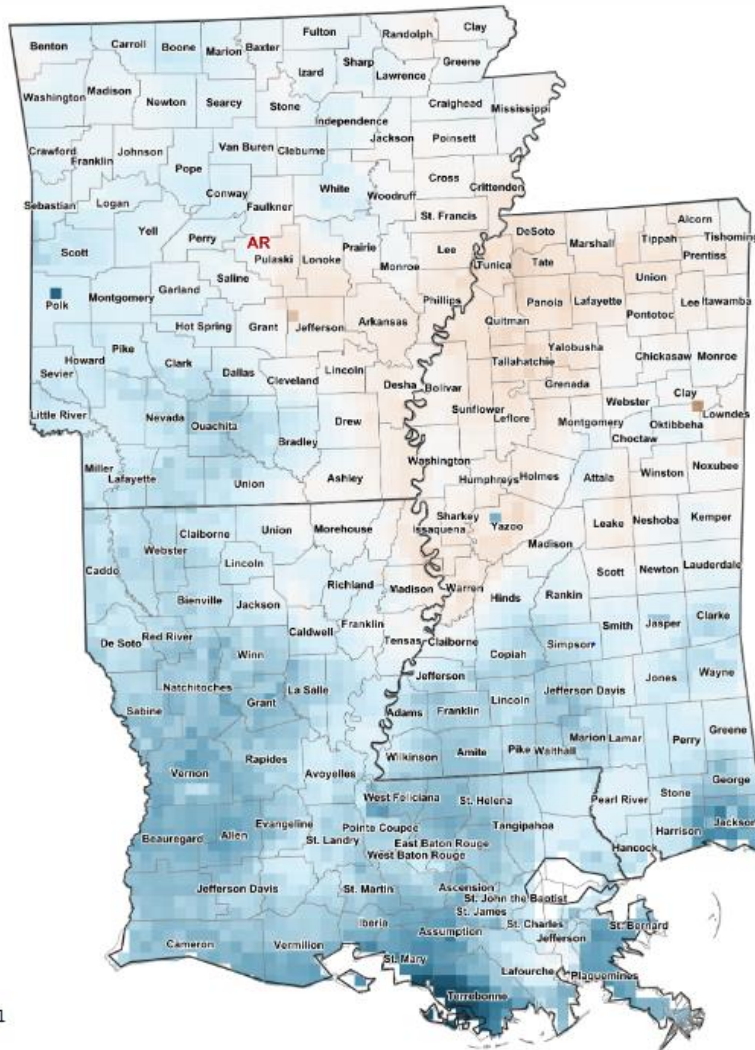 Fulton Randolph Clay
Benton Carroll Boone Marion Baxter
Izard Sharp Lawrence Greene
Washington Madison Newton Searcy Stone
Craighead Mississippi
Independence
Jackson Poinsett
Crawford Franklin Johnson Van Buren Cleburne
Pope Cross
Conway White Woodruff Crittenden
Sebastian Logan Faulkner St. Francis
Yell Perry AR
Scott Pulaski Lonoke Prairie Lee
Saline Monroe
Polk Montgomery Garland Phillips
Hot Spring Grant Jefferson Arkansas
Howard Pike Clark
Sevier Dallas Cleveland Lincoln
Desha
Little River Nevada Ouachita Drew
Bradley
Miller Lafayette Union Ashley
Alcorn
DeSoto Marshall Tippah Tishoming
Tunica Tate Prentiss
Union
Panola Lafayette Lee Itawamba
Quitman Pontotoc
Yalobusha
Tallahatchie Chickasaw Monroe
Bolivar Grenada
Clay
Sunflower Leflore Webster Lowndes
Montgomery Oktibbeha
Choctaw
Washington
Humphreys Holmes Attala Winston Noxubee
Sharkey
Issaquena Yazoo Leake Neshoba Kemper
Madison
Warren Scott Newton Lauderdale
Hinds Rankin
Smith Jasper Clarke
Claiborne Simpson
Copiah
Jefferson Jones Wayne
Adams Franklin Lincoln Jefferson Davis
Marion Lamar Perry Greene
Wilkinson Amite Pike Walthall
George
Pearl River Stone
Jackson
Harrison
Hancock
Claiborne Union Morehouse
Webster
Caddo Lincoln
Richland Madison
Bienville Jackson
Franklin
Caldwell
De Soto Red River Tensas
Winn
Natchitoches La Salle
Sabine Grant
Vernon Rapides Avoyelles
West Feliciana St. Helena
Beauregard Allen Evangeline Pointe Coupee Tangipahoa
St. Landry East Baton Rouge
West Baton Rouge
Jefferson Davis St. Martin Ascension
St. John the Baptist
St. James
Iberia St. Charles St. Bernard
Assumption Jefferson
Cameron Vermilion
St. Mary
Lafourche Plaquemines
Terrebonne
1